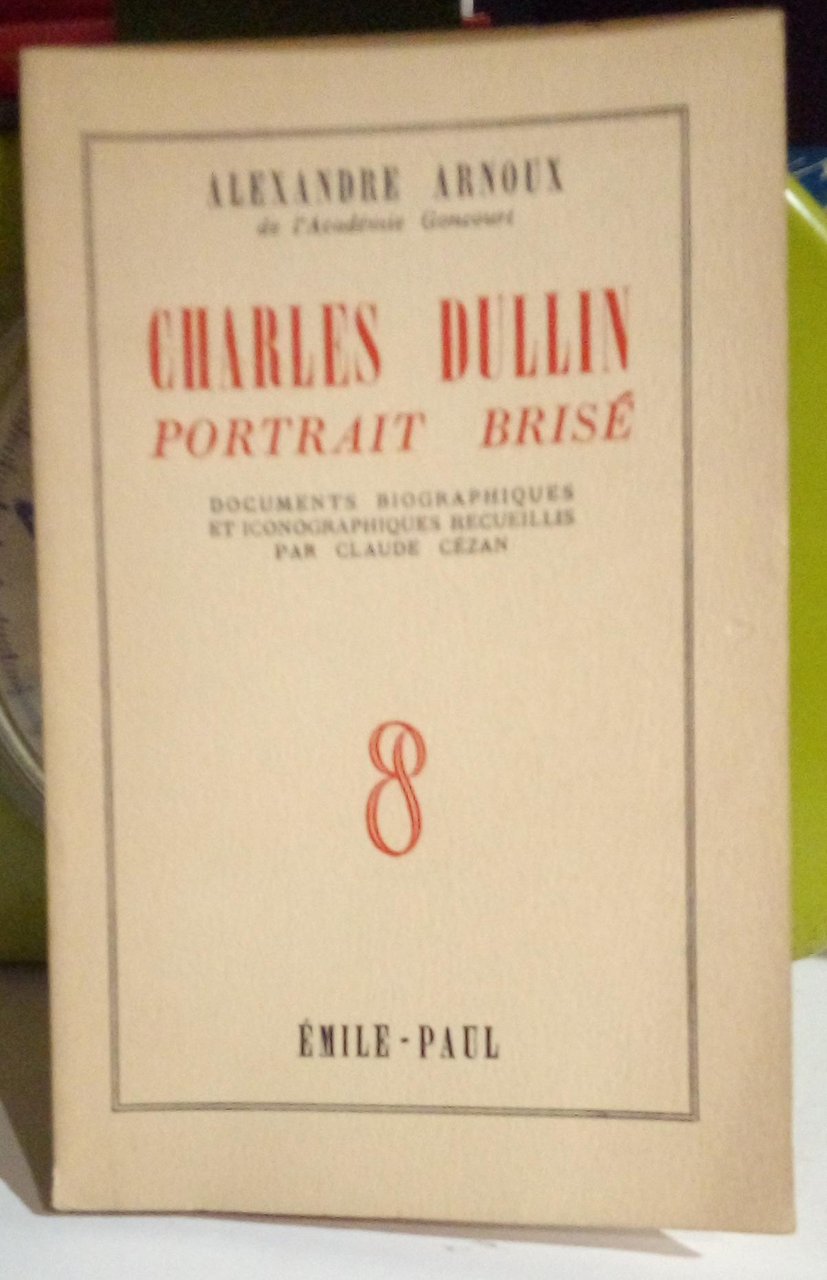 ALEXANDRE ARNOUX
de l'Académie Goncourt
CHARLES DULLIN
PORTRAIT BRISÉ
DOCUMENTS BIOGRAPHIQUES
ET ICONOGRAPHIQUES RECUEILLIS
PAR CLAUDE CÉZAN
ÉMILE-PAUL